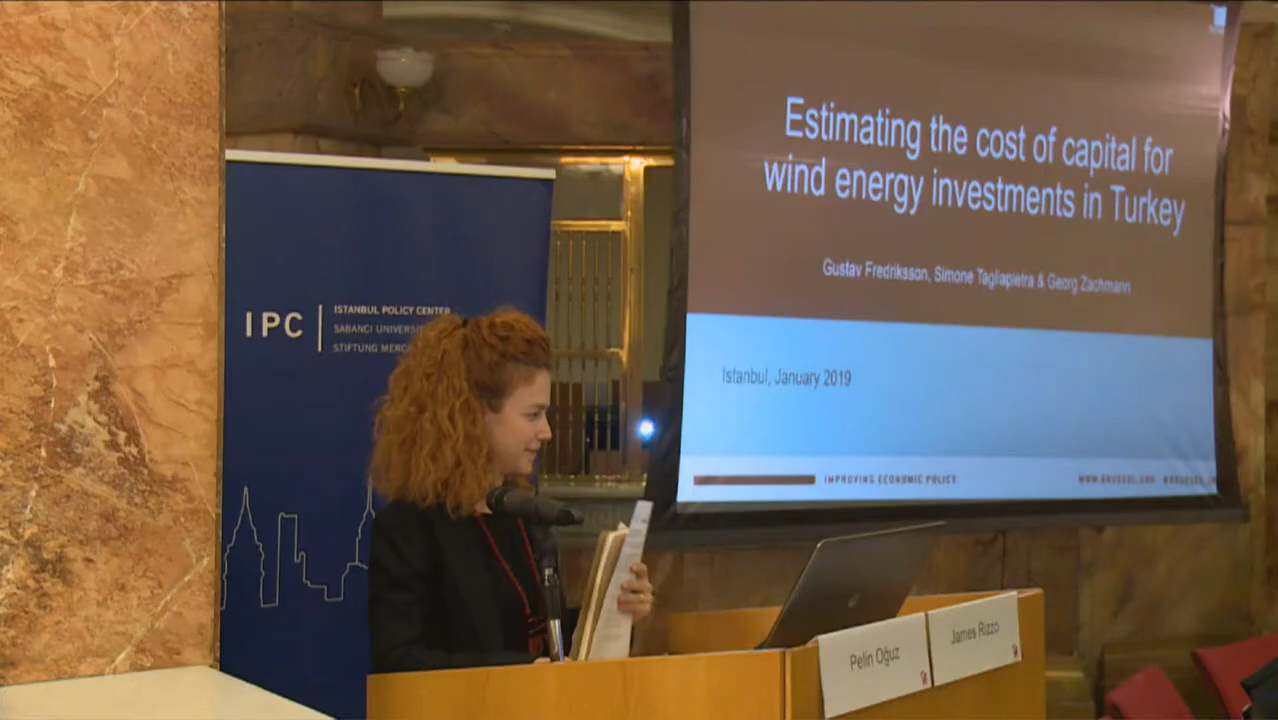 Estimating the cost of capital for
wind energy investments in Turkey
Gustav Fredriksson, Simone Tagliapietra & Georg Zachmann
Istanbul, January 2019
IMPROVING ECONOMIC POLICY
IPC
ISTANBUL POLICY CENTER
SABANCI
STIFTUNG
Pelin Oğuz
James Rizzo